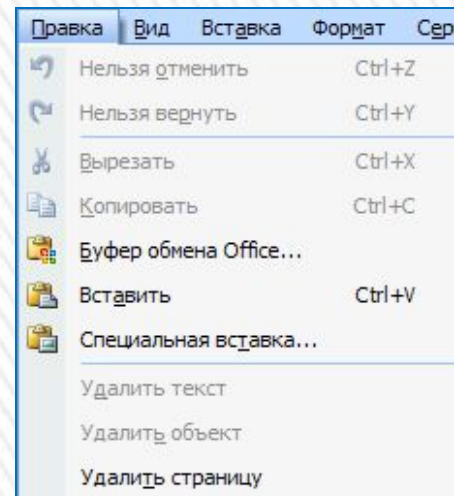 Правка Вид Вставка Формат Сер
Нельзя отменить Ctrl+Z
Нельзя вернуть Ctrl+Y
Вырезать Ctrl+X
Копировать Ctrl+C
Буфер обмена Office...
Вставить Ctrl+V
Специальная вставка...
Удалить текст
Удалить объект
Удалить страницу